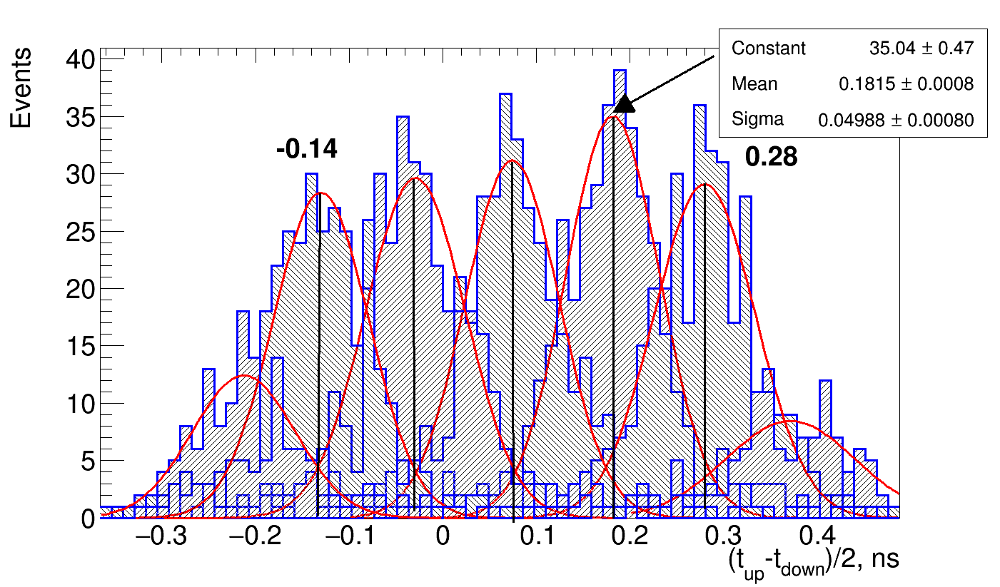 Events
Constant 35.04 ± 0.47
Mean 0.1815 ± 0.0008
Sigma 0.04988 ± 0.00080
-0.14
0.28
40
35
30
25
20
15
10
5
0
−0.3 −0.2 −0.1 0 0.1 0.2 0.3 0.4
(t_up-t_down)/2, ns